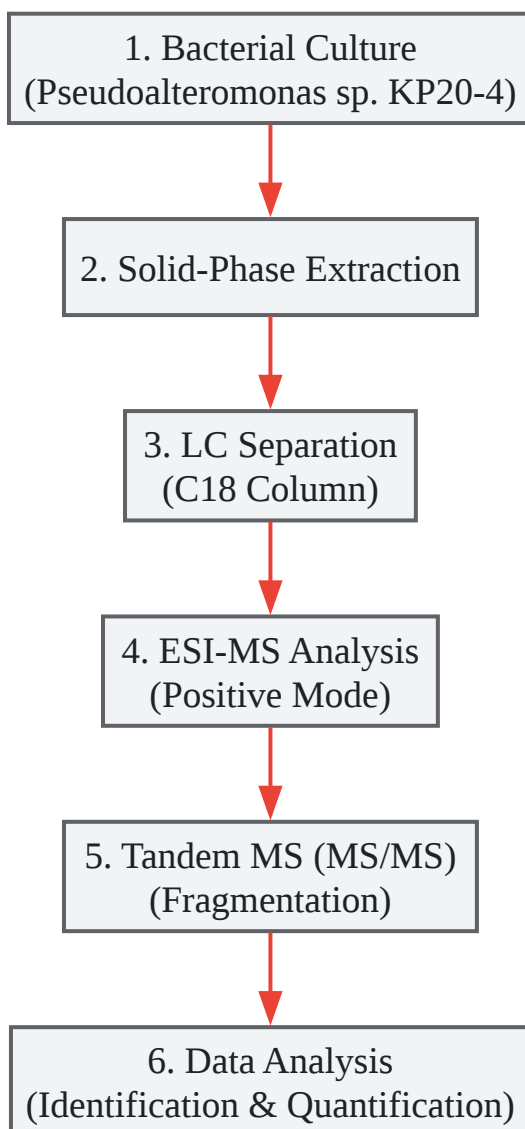 1. Bacterial Culture
(Pseudoalteromonas sp. KP20-4)
2. Solid-Phase Extraction
3. LC Separation
(C18 Column)
4. ESI-MS Analysis
(Positive Mode)
5. Tandem MS (MS/MS)
(Fragmentation)
6. Data Analysis
(Identification & Quantification)